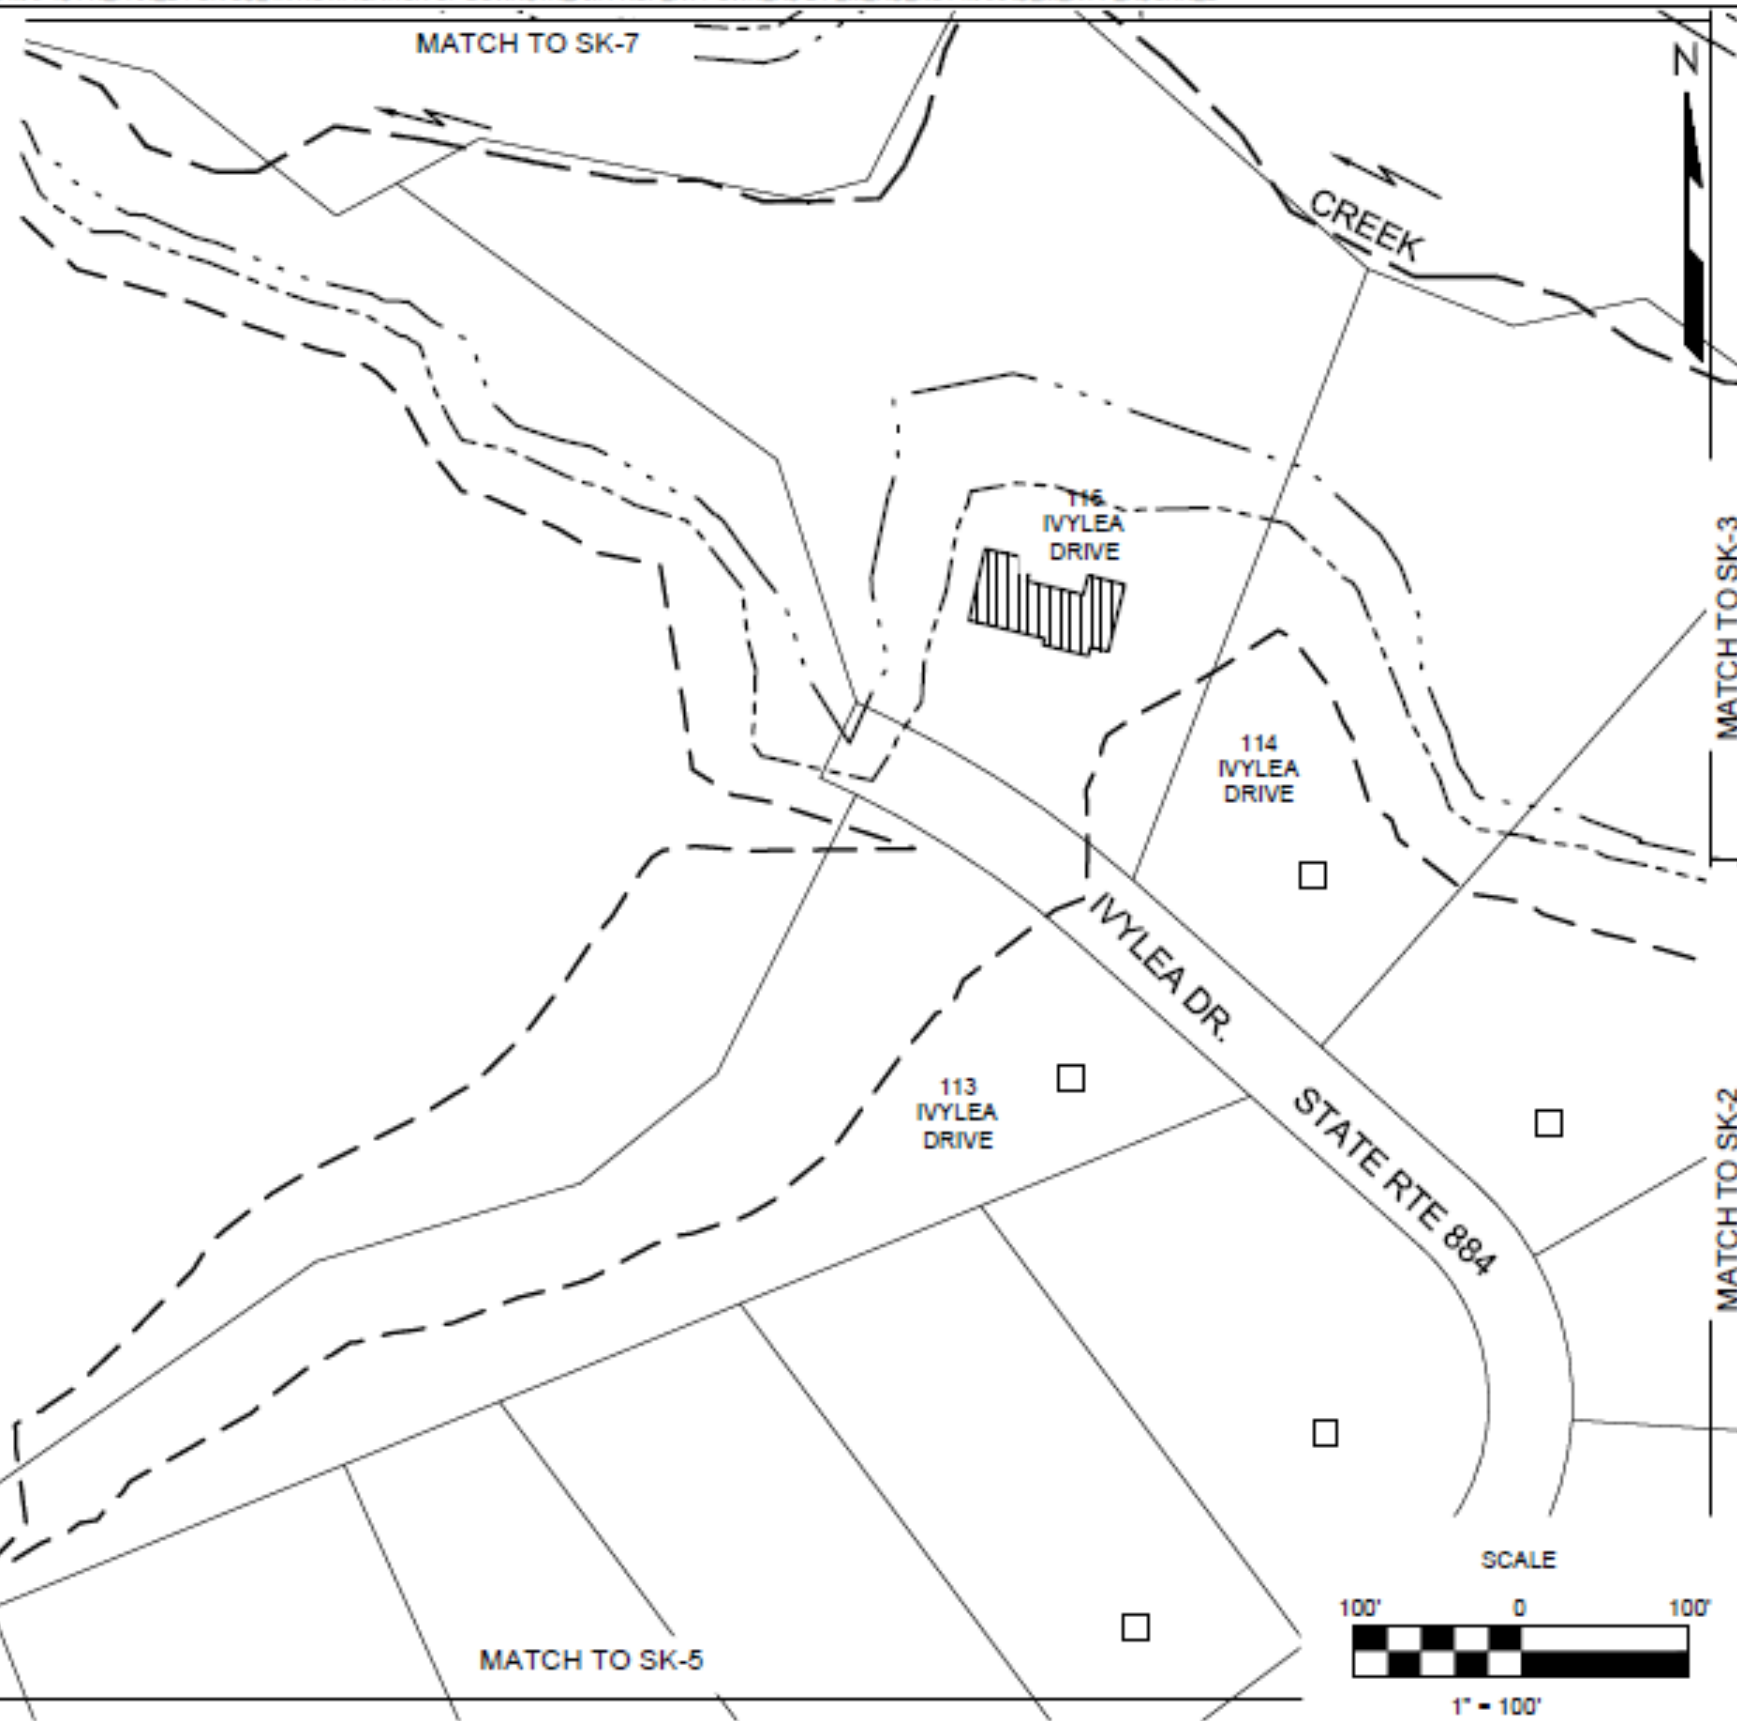 MATCH TO SK-7
N
CREEK
115
IVYLEA
DRIVE
MATCH TO SK-3
114
IVYLEA
DRIVE
IVYLEA DR.
113
IVYLEA
DRIVE
STATE RTE 884
MATCH TO SK-2
SCALE
100' 0 100'
1" = 100'
MATCH TO SK-5